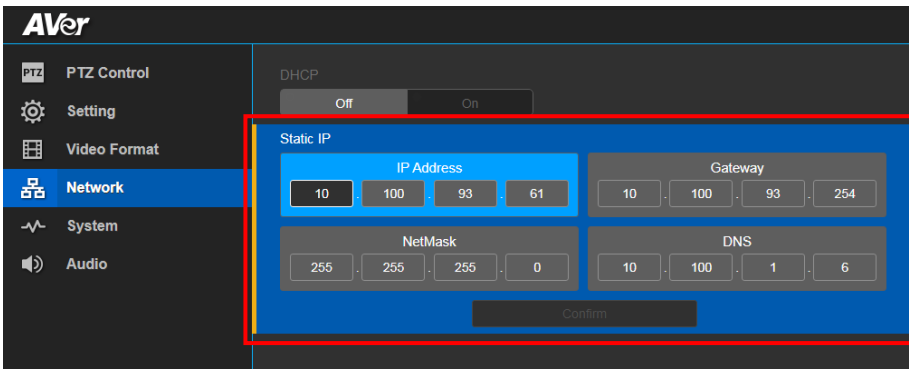 AVer
PTZ PTZ Control
Setting
Video Format
Network
System
Audio
DHCP
Off On
Static IP
IP Address
10 . 100 . 93 . 61
Gateway
10 . 100 . 93 . 254
NetMask
255 . 255 . 255 . 0
DNS
10 . 100 . 1 . 6
Confirm